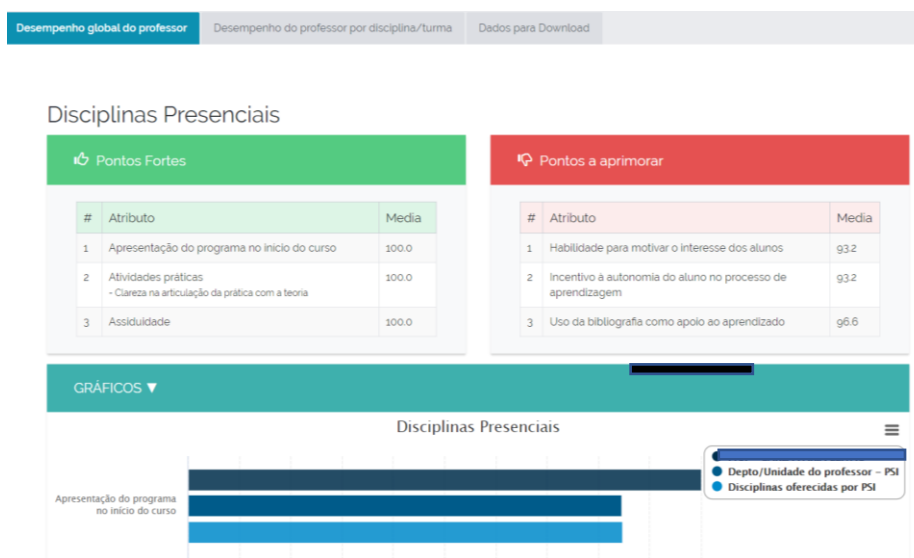 Desempenho global do professor
Desempenho do professor por disciplina/turma
Dados para Download
Disciplinas Presenciais
Pontos Fortes
# Atributo Media
1 Apresentação do programa no início do curso 100.0
2 Atividades práticas 100.0
- Clareza na articulação da prática com a teoria
3 Assiduidade 100.0
Pontos a aprimorar
# Atributo Media
1 Habilidade para motivar o interesse dos alunos 93.2
2 Incentivo à autonomia do aluno no processo de 93.2
aprendizagem
3 Uso da bibliografia como apoio ao aprendizado 96.6
GRÁFICOS ▼
Disciplinas Presenciais
Depto/Unidade do professor – PSI
Disciplinas oferecidas por PSI
Apresentação do programa
no início do curso